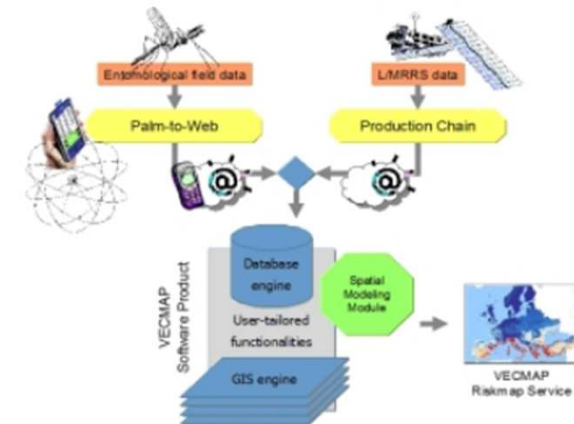 Entomological field data
L/MRRS data
Palm-to-Web
Production Chain
@
@
Database
engine
VECMAP
Software Product
User-tailored
functionalities
Spatial
Modeling
Module
GIS engine
VECMAP
Riskmap Service